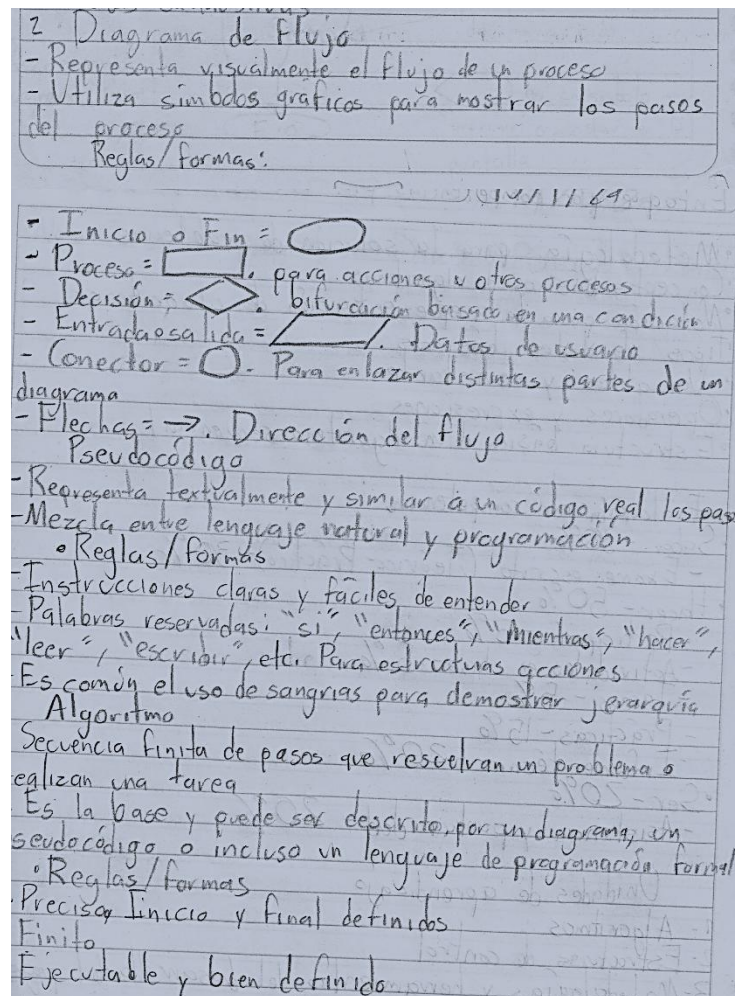 2 Diagrama de Flujo
- Representa visualmente el flujo de un proceso
- Utiliza simbolos gráficos para mostrar los pasos
del proceso
Reglas/formas:
- Inicio o Fin =
- Proceso = . para acciones u otros procesos
- Decisión = . bifurcación basado en una condición
- Entrada o salida = . Datos de usuario
- Conector = . Para enlazar distintas partes de un
diagrama
- Flechas = →. Dirección del flujo
Pseudocódigo
- Representa textualmente y similar a un código real los pas
- Mezcla entre lenguaje natural y programación
• Reglas/formas
- Instrucciones claras y fáciles de entender
- Palabras reservadas: "si", "entonces", "mientras", "hacer",
"leer", "escribir", etc. Para estructuras acciones
- Es común el uso de sangrias para demostrar jerarquía
Algoritmo
Secuencia finita de pasos que resuelvan un problema o
ealizan una tarea
Es la base y puede ser descrito por un diagrama, un
seudocódigo o incluso un lenguaje de programación formal
• Reglas/formas
Preciso y Inicio y final definidos
Finito
Ejecutable y bien definido